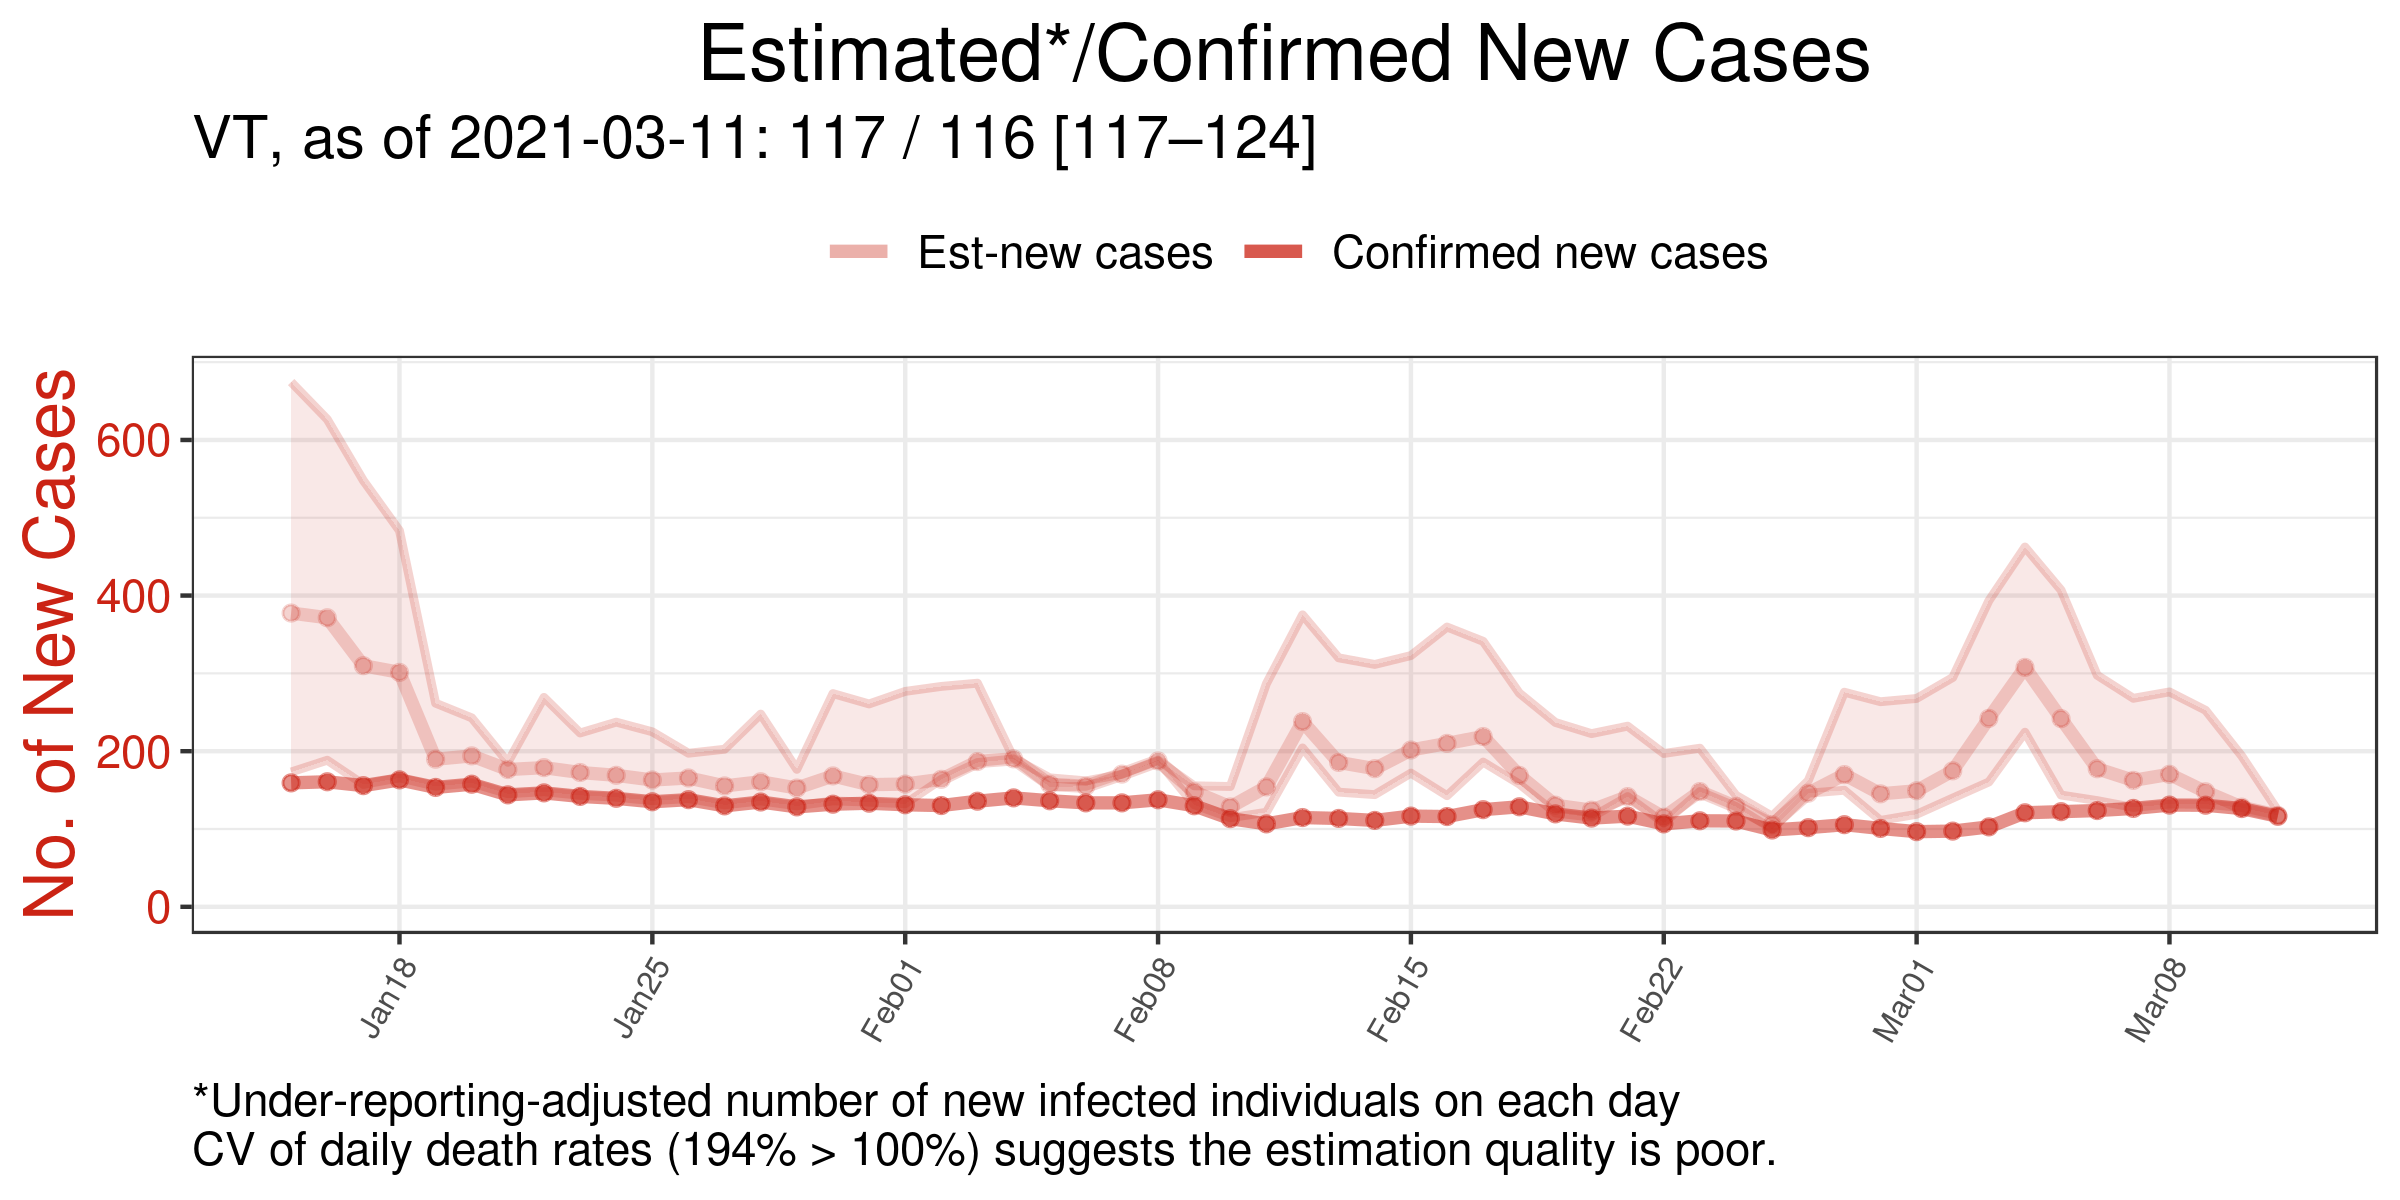 Estimated*/Confirmed New Cases
VT, as of 2021-03-11: 117 / 116 [117–124]
Est-new cases
Confirmed new cases
No. of New Cases
600
400
200
0
Jan18
Jan25
Feb01
Feb08
Feb15
Feb22
Mar01
Mar08
*Under-reporting-adjusted number of new infected individuals on each day
CV of daily death rates (194% > 100%) suggests the estimation quality is poor.